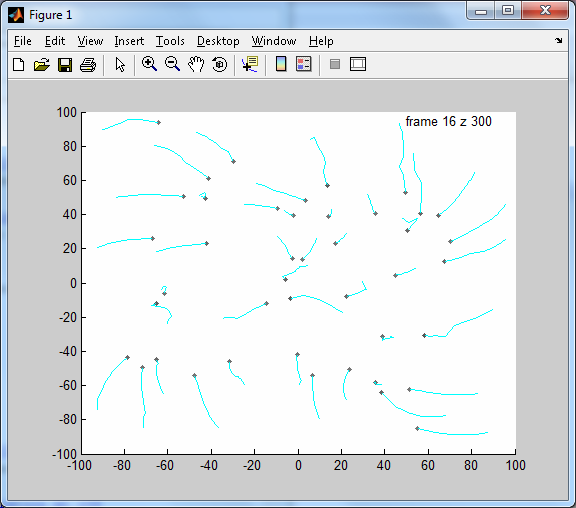 Figure 1
File Edit View Insert Tools Desktop Window Help
frame 16 z 300
100
80
60
40
20
0
-20
-40
-60
-80
-100
-100 -80 -60 -40 -20 0 20 40 60 80 100